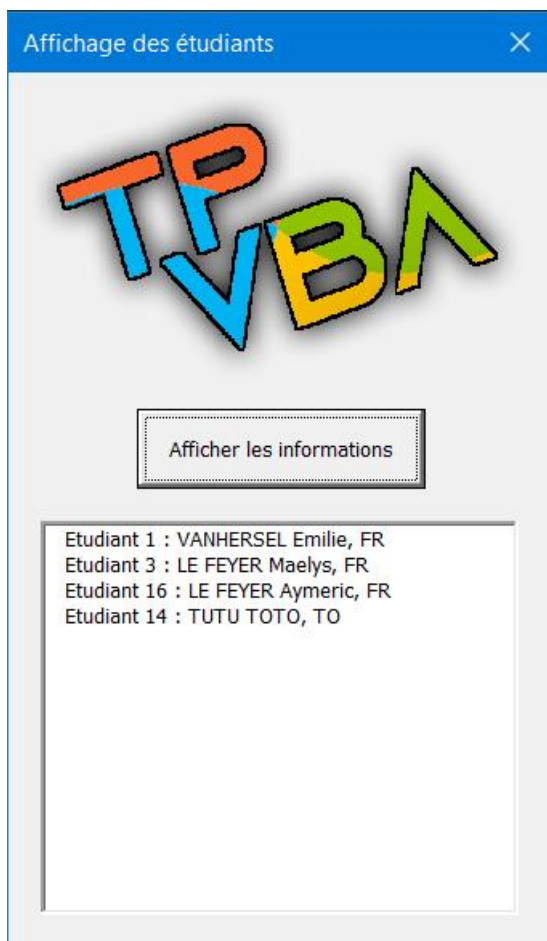 Affichage des étudiants
TP
VBA
Afficher les informations
Etudiant 1 : VANHERSEL Emilie, FR
Etudiant 3 : LE FEYER Maelys, FR
Etudiant 16 : LE FEYER Aymeric, FR
Etudiant 14 : TUTU TOTO, TO